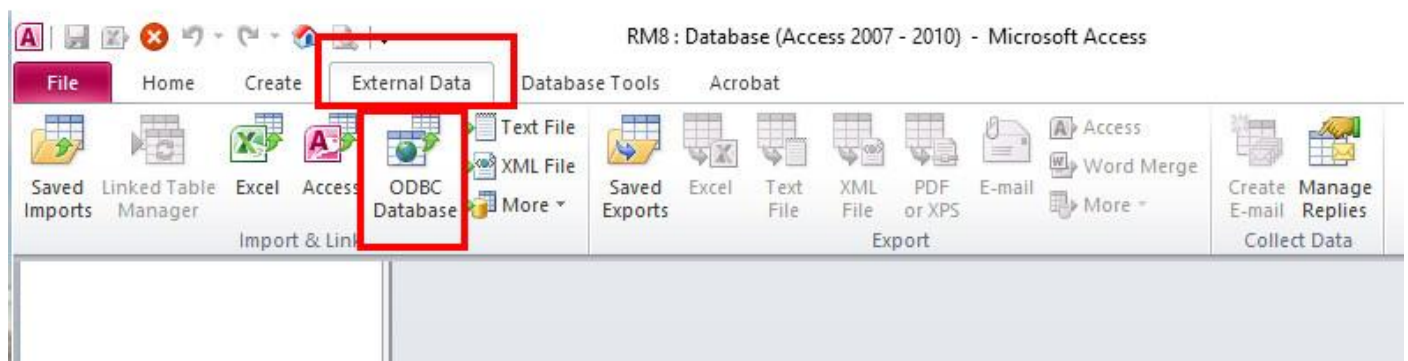 RM8 : Database (Access 2007 - 2010) - Microsoft Access
File Home Create External Data Database Tools Acrobat
Saved Imports
Linked Table Manager
Excel
Access
ODBC Database
Text File
XML File
More
Import & Link
Saved Exports
Excel
Text File
XML File
PDF or XPS
E-mail
Access
Word Merge
More
Export
Create E-mail
Manage Replies
Collect Data